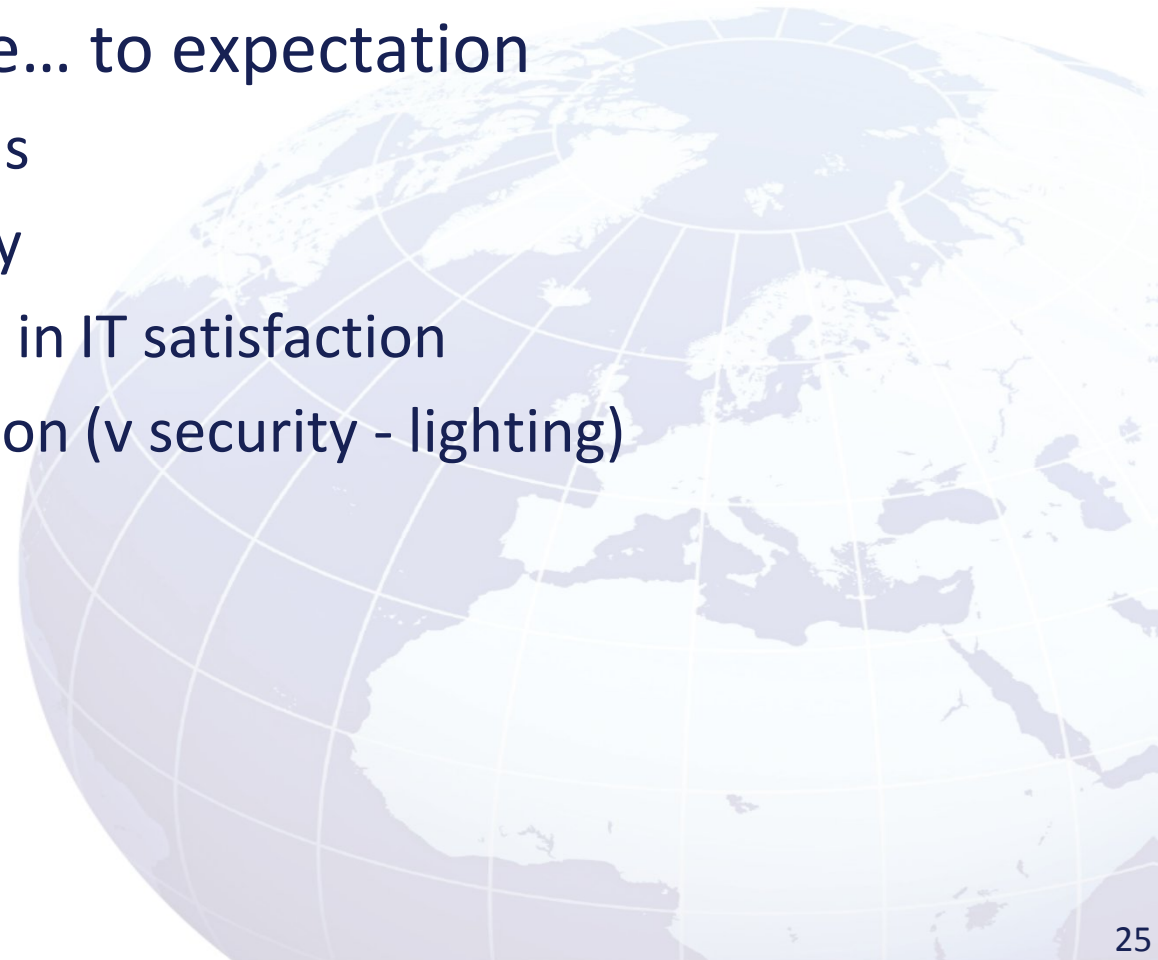 e… to expectation
s
y
in IT satisfaction
on (v security - lighting)
25